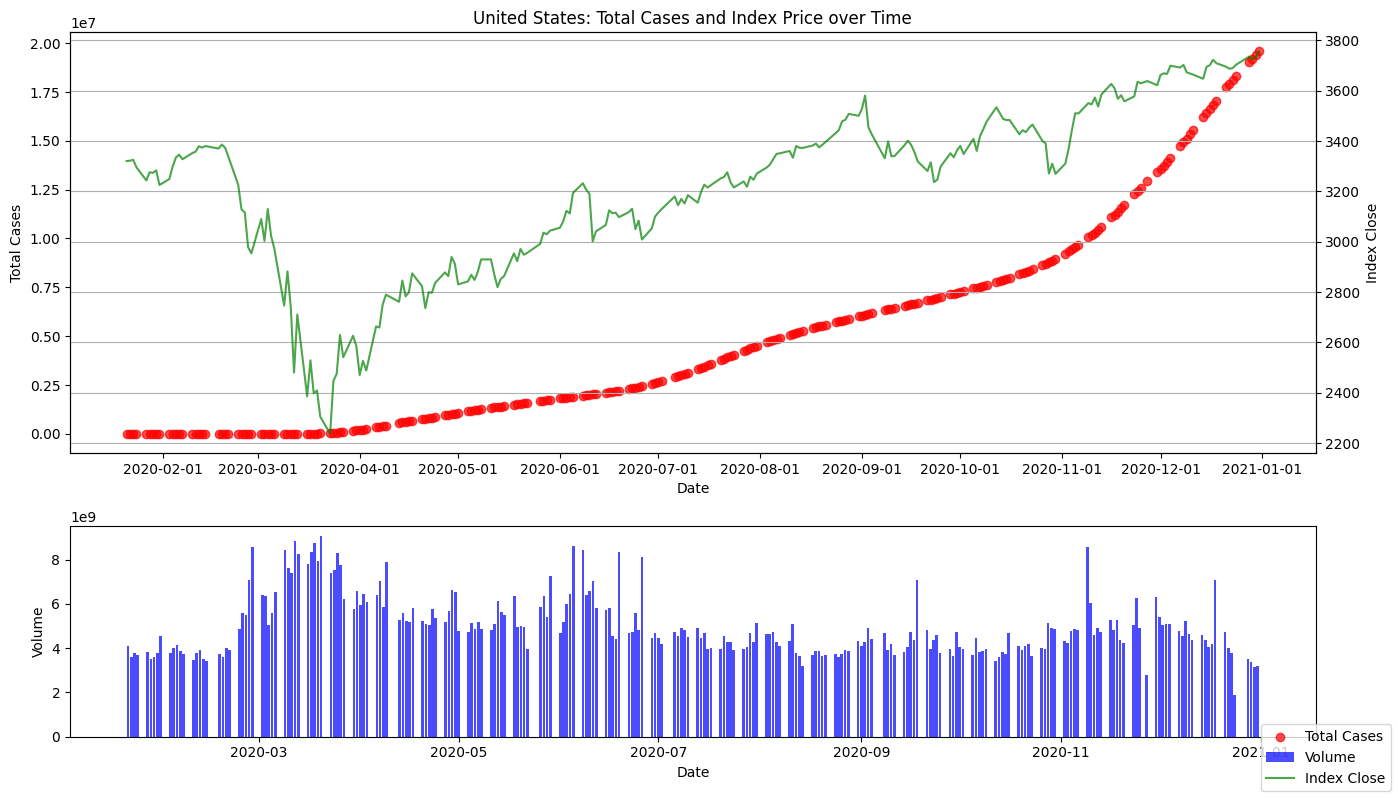 United States: Total Cases and Index Price over Time
1e7
2.00
1.75
1.50
1.25
1.00
0.75
0.50
0.25
0.00
Total Cases
3800
3600
3400
3200
3000
2800
2600
2400
2200
Index Close
2020-02-01 2020-03-01 2020-04-01 2020-05-01 2020-06-01 2020-07-01 2020-08-01 2020-09-01 2020-10-01 2020-11-01 2020-12-01 2021-01-01
Date
1e9
8
6
4
2
0
Volume
2020-03 2020-05 2020-07 2020-09 2020-11 2021-01
Date
Total Cases
Volume
Index Close